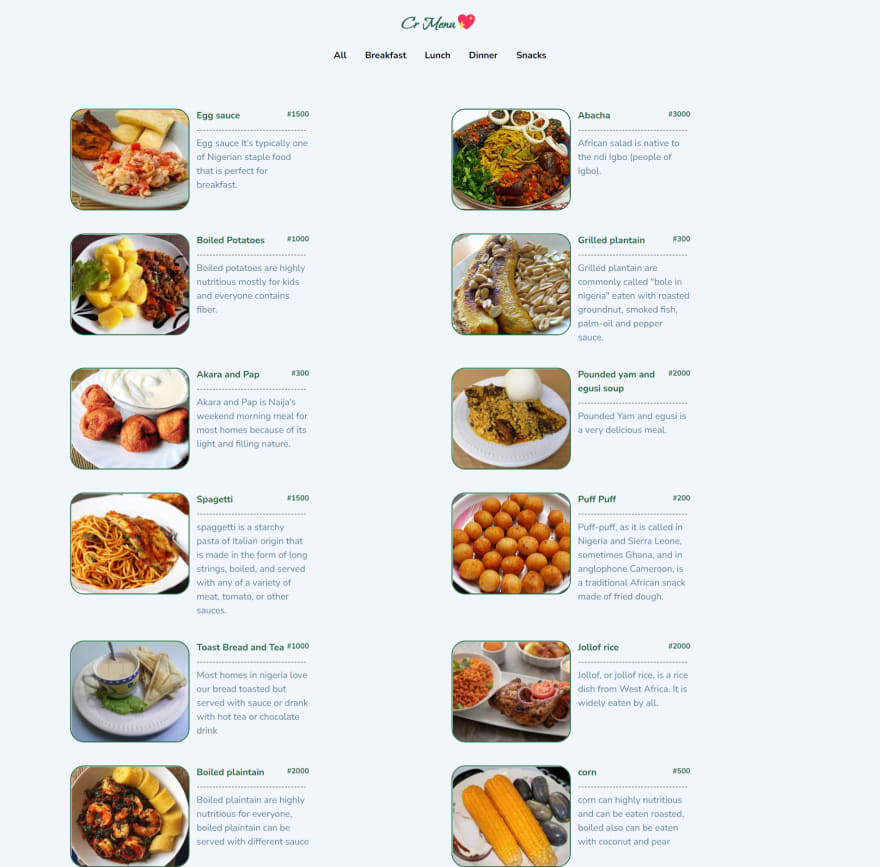 Cr Menu💖
All Breakfast Lunch Dinner Snacks
Egg sauce #1500
Egg sauce It's typically one
of Nigerian staple food
that is perfect for
breakfast.
Abacha #3000
African salad is native to
the ndi Igbo (people of
Igbo).
Boiled Potatoes #1000
Boiled potatoes are highly
nutritious mostly for kids
and everyone contains
fiber.
Grilled plantain #300
Grilled plantain are
commonly called "bole in
nigeria" eaten with roasted
groundnut, smoked fish,
palm-oil and pepper
sauce.
Akara and Pap #300
Akara and Pap is Naija's
weekend morning meal for
most homes because of its
light and filling nature.
Pounded yam and #2000
egusi soup
Pounded Yam and egusi is
a very delicious meal.
Spagetti #1500
spaggetti is a starchy
pasta of Italian origin that
is made in the form of long
strings, boiled, and served
with any of a variety of
meat, tomato, or other
sauces.
Puff Puff #200
Puff-puff, as it is called in
Nigeria and Sierra Leone,
sometimes Ghana, and in
anglophone Cameroon, is
a traditional African snack
made of fried dough.
Toast Bread and Tea #1000
Most homes in nigeria love
our bread toasted but
served with sauce or drank
with hot tea or chocolate
drink
Jollof rice #2000
Jollof, or jollof rice, is a rice
dish from West Africa. It is
widely eaten by all.
Boiled plaintain #2000
Boiled plaintain are highly
nutritious for everyone,
boiled plaintain can be
served with different sauce
corn #500
corn can highly nutritious
and can be eaten roasted,
boiled also can be eaten
with coconut and pear